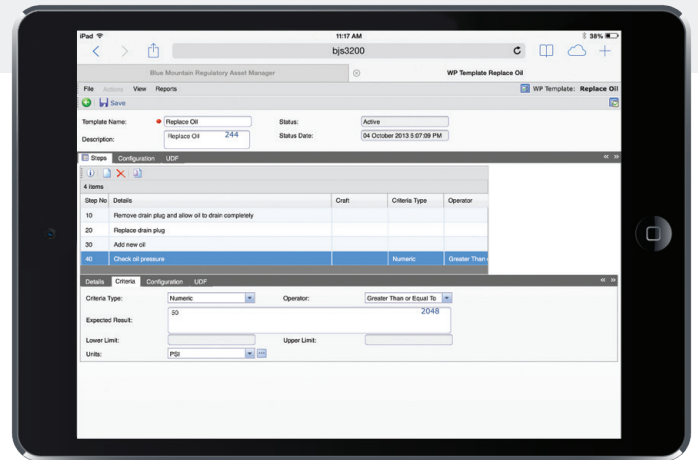 iPad 11:17 AM 38%
bjs3200
Blue Mountain Regulatory Asset Manager WP Template Replace Oil
File Actions View Reports WP Template: Replace Oil
Save
Template Name: Replace Oil Status: Active
Description: Replace Oil 244 Status Date: 04 October 2013 5:07:09 PM
Steps Configuration UDF
4 items
Step No Details Craft Criteria Type Operator
10 Remove drain plug and allow oil to drain completely
20 Replace drain plug
30 Add new oil
40 Check oil pressure Numeric Greater Than
Details Criteria Configuration UDF
Criteria Type: Numeric Operator: Greater Than or Equal To
Expected Result: 50 2048
Lower Limit: Upper Limit:
Units: PSI